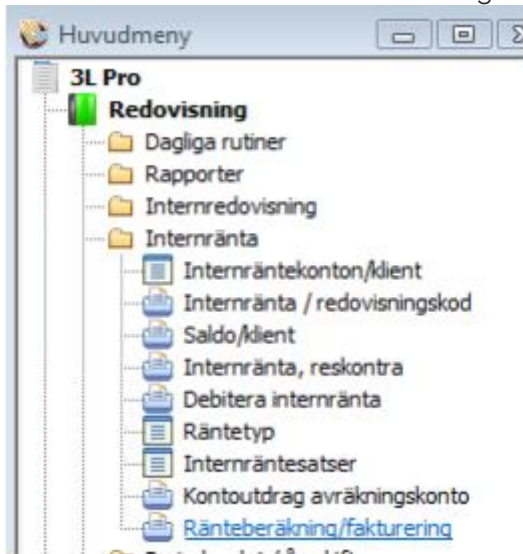 Huvudmeny
3L Pro
Redovisning
Dagliga rutiner
Rapporter
Internredovisning
Internränta
Internräntekonton/klient
Internränta / redovisningskod
Saldo/klient
Internränta, reskontra
Debitera internränta
Räntetyp
Internräntesatser
Kontoutdrag avräkningskonto
Ränteberäkning/fakturering